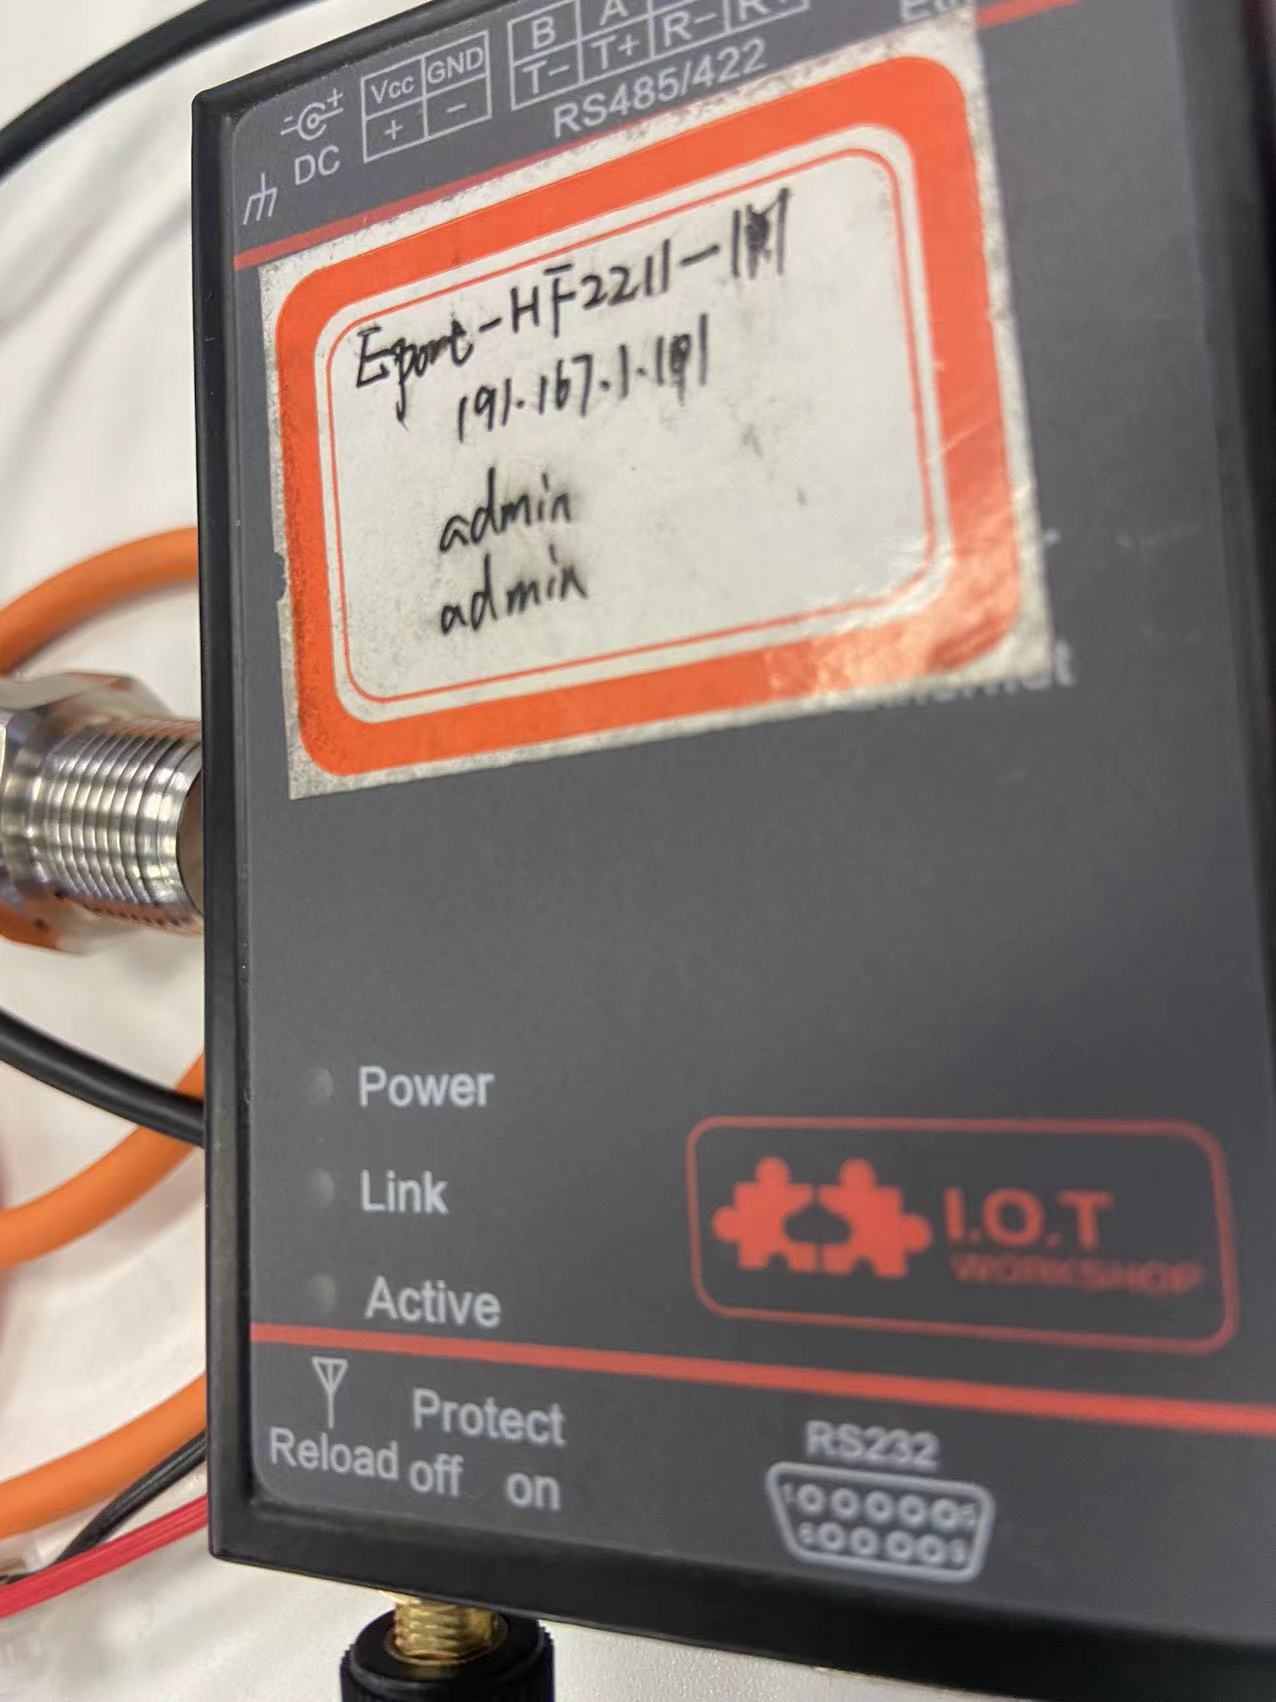 Vcc GND
+ −
DC
B A
T− T+ R−
RS485/422
Eport-HF2211-
191.167.1.101
admin
admin
Power
Link
Active
I.O.T
WORKSHOP
Protect
Reload off on
RS232